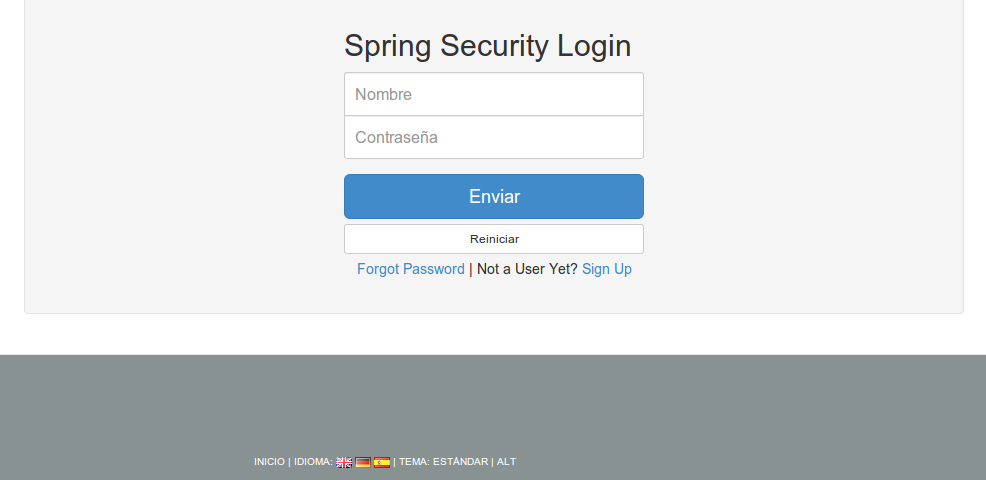 Spring Security Login
Nombre
Contraseña
Enviar
Reiniciar
Forgot Password | Not a User Yet? Sign Up
INICIO | IDIOMA: | TEMA: ESTÁNDAR | ALT